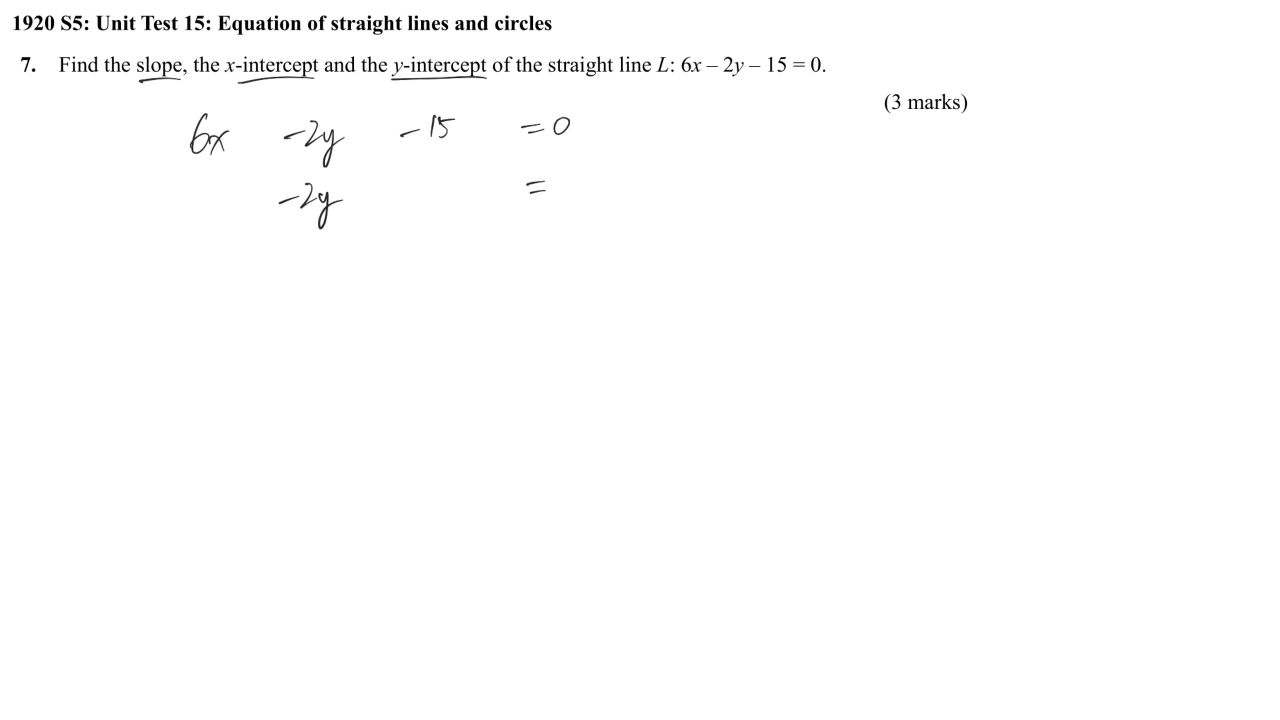 1920 S5: Unit Test 15: Equation of straight lines and circles
7. Find the slope, the x-intercept and the y-intercept of the straight line L: 6x – 2y – 15 = 0.
(3 marks)
6x -2y -15 =0
-2y =